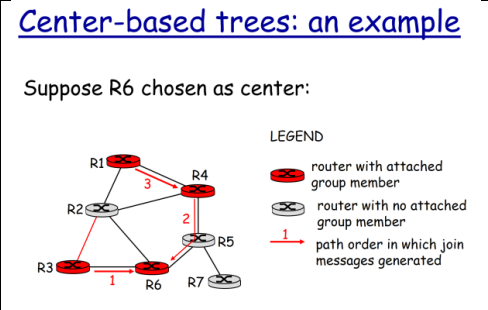 Center-based trees: an example
Suppose R6 chosen as center:
LEGEND
router with attached
group member
router with no attached
group member
1
path order in which join
messages generated
R1
3
R4
R2
2
R5
R3
1
R6
R7